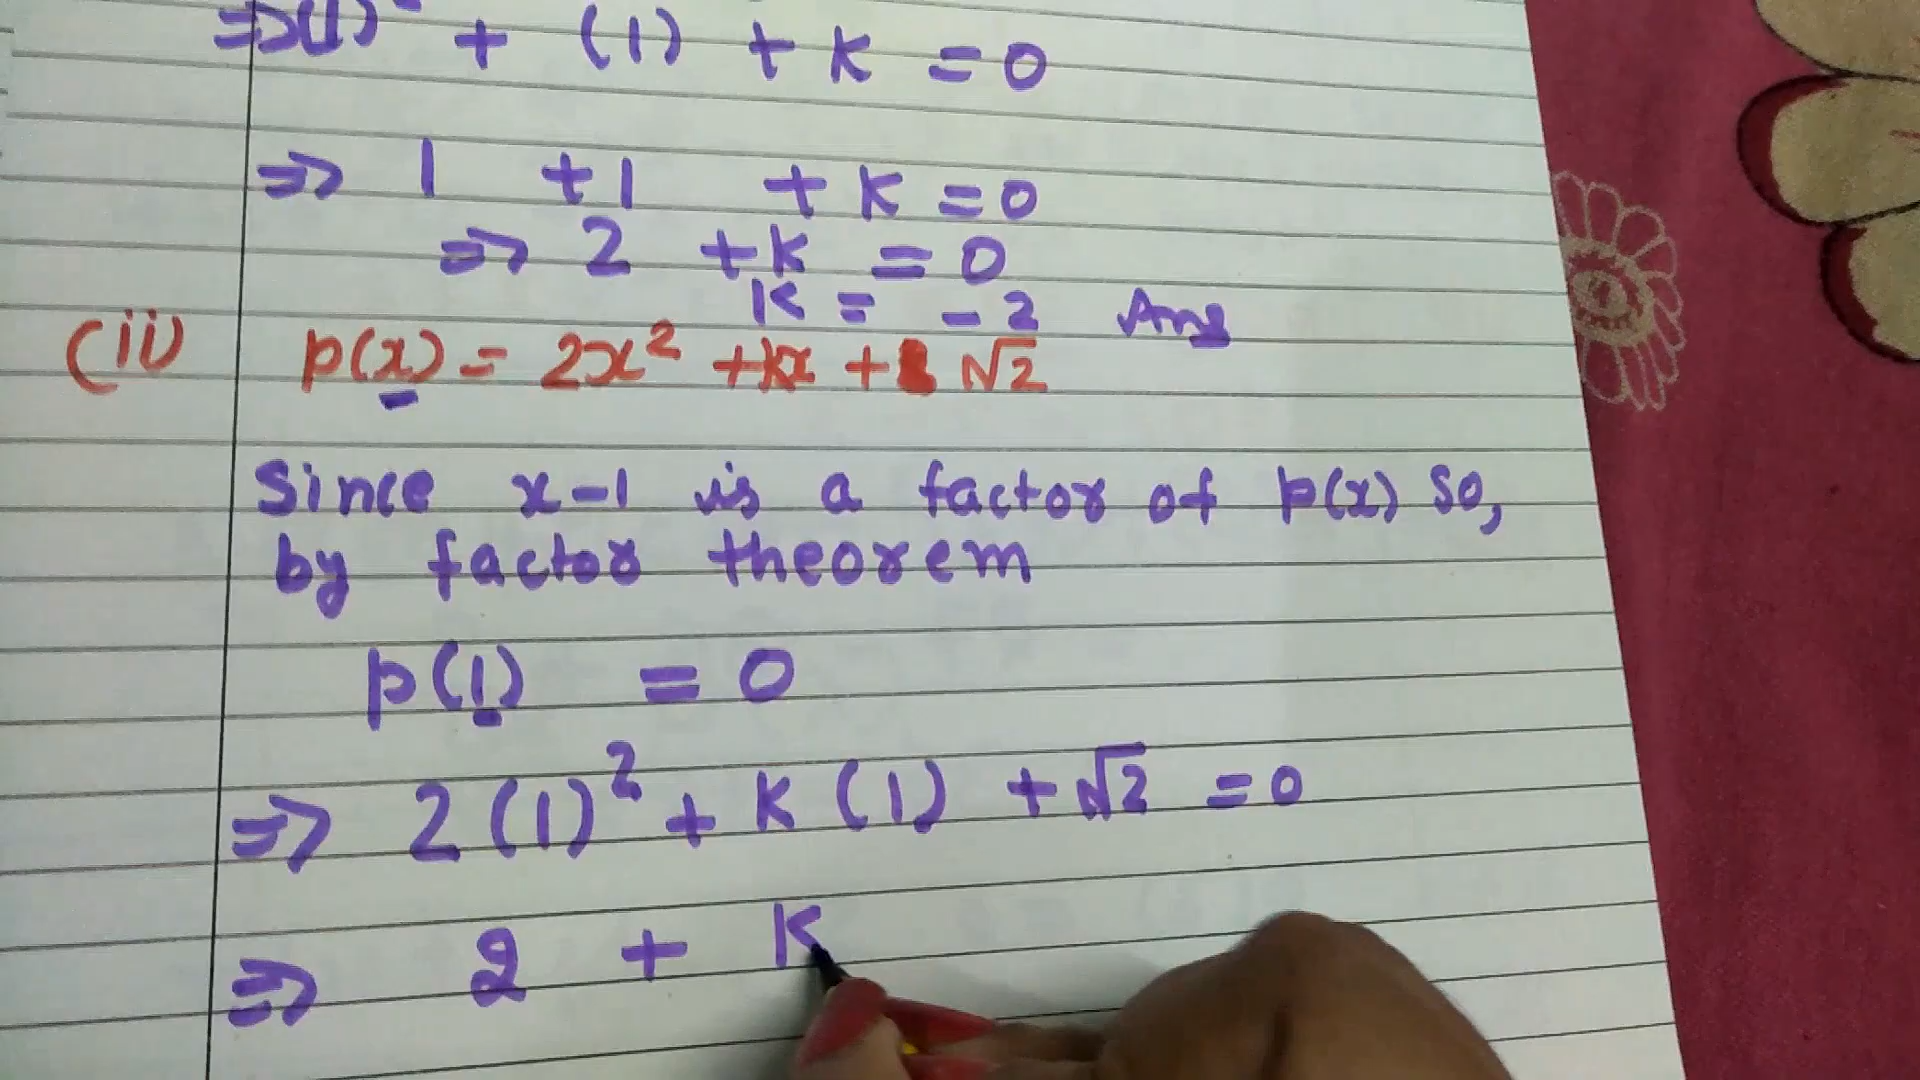 ⇒(1)² + (1) + K = 0
⇒ 1 + 1 + K = 0
⇒ 2 + K = 0
K = - 2 Ans
(ii) p(x) = 2x² + kx + √2
Since x-1 is a factor of p(x) so,
by factor theorem
p(1) = 0
⇒ 2(1)² + K(1) + √2 = 0
⇒ 2 + K